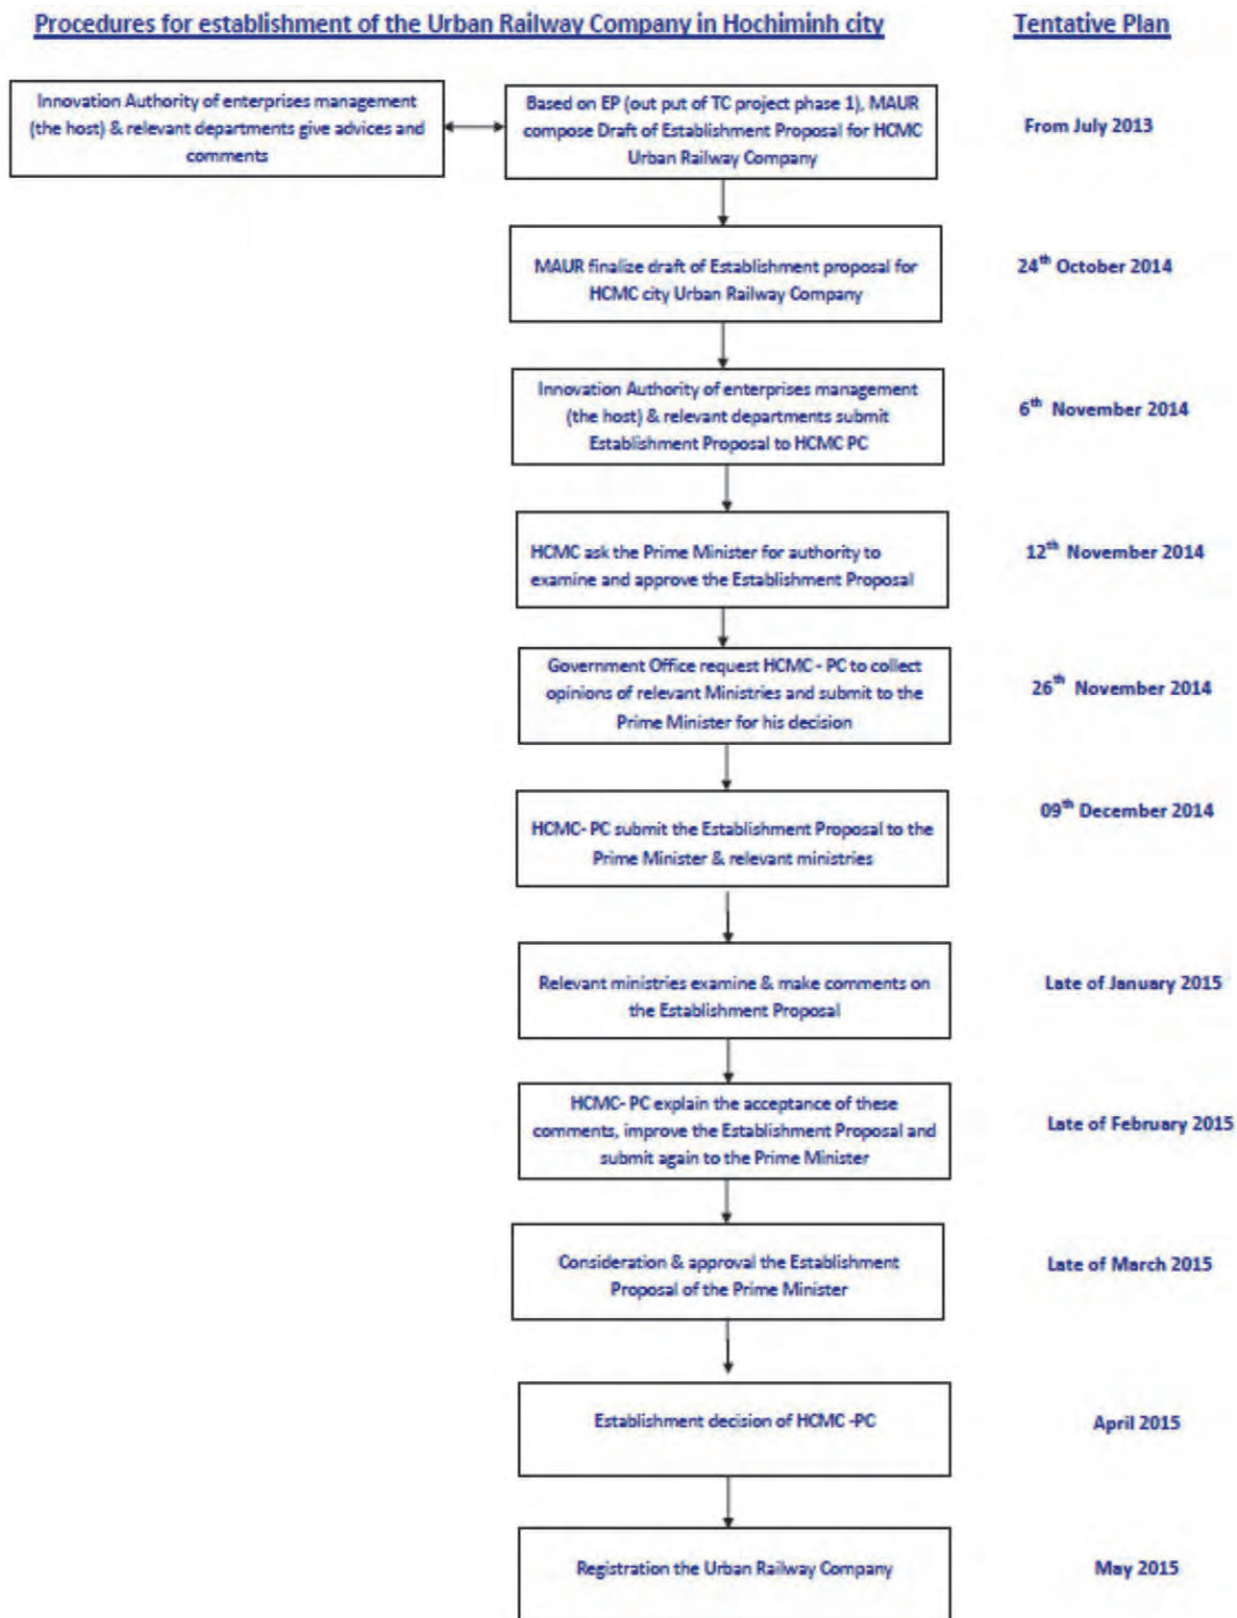 Procedures for establishment of the Urban Railway Company in Hochiminh city
Tentative Plan
Innovation Authority of enterprises management
(the host) & relevant departments give advices and
comments
Based on EP (out put of TC project phase 1), MAUR
compose Draft of Establishment Proposal for HCMC
Urban Railway Company
From July 2013
MAUR finalize draft of Establishment proposal for
HCMC city Urban Railway Company
24th October 2014
Innovation Authority of enterprises management
(the host) & relevant departments submit
Establishment Proposal to HCMC PC
6th November 2014
HCMC ask the Prime Minister for authority to
examine and approve the Establishment Proposal
12th November 2014
Government Office request HCMC - PC to collect
opinions of relevant Ministries and submit to the
Prime Minister for his decision
26th November 2014
HCMC- PC submit the Establishment Proposal to the
Prime Minister & relevant ministries
09th December 2014
Relevant ministries examine & make comments on
the Establishment Proposal
Late of January 2015
HCMC- PC explain the acceptance of these
comments, improve the Establishment Proposal and
submit again to the Prime Minister
Late of February 2015
Consideration & approval the Establishment
Proposal of the Prime Minister
Late of March 2015
Establishment decision of HCMC -PC
April 2015
Registration the Urban Railway Company
May 2015